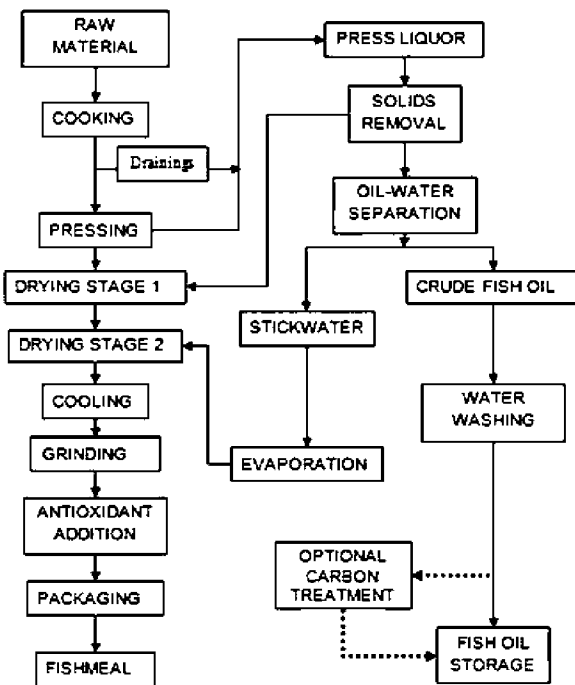 RAW
MATERIAL
COOKING
Drainings
PRESSING
DRYING STAGE 1
DRYING STAGE 2
COOLING
GRINDING
ANTIOXIDANT
ADDITION
PACKAGING
FISHMEAL
PRESS LIQUOR
SOLIDS
REMOVAL
OIL-WATER
SEPARATION
STICKWATER
EVAPORATION
CRUDE FISH OIL
WATER
WASHING
OPTIONAL
CARBON
TREATMENT
FISH OIL
STORAGE